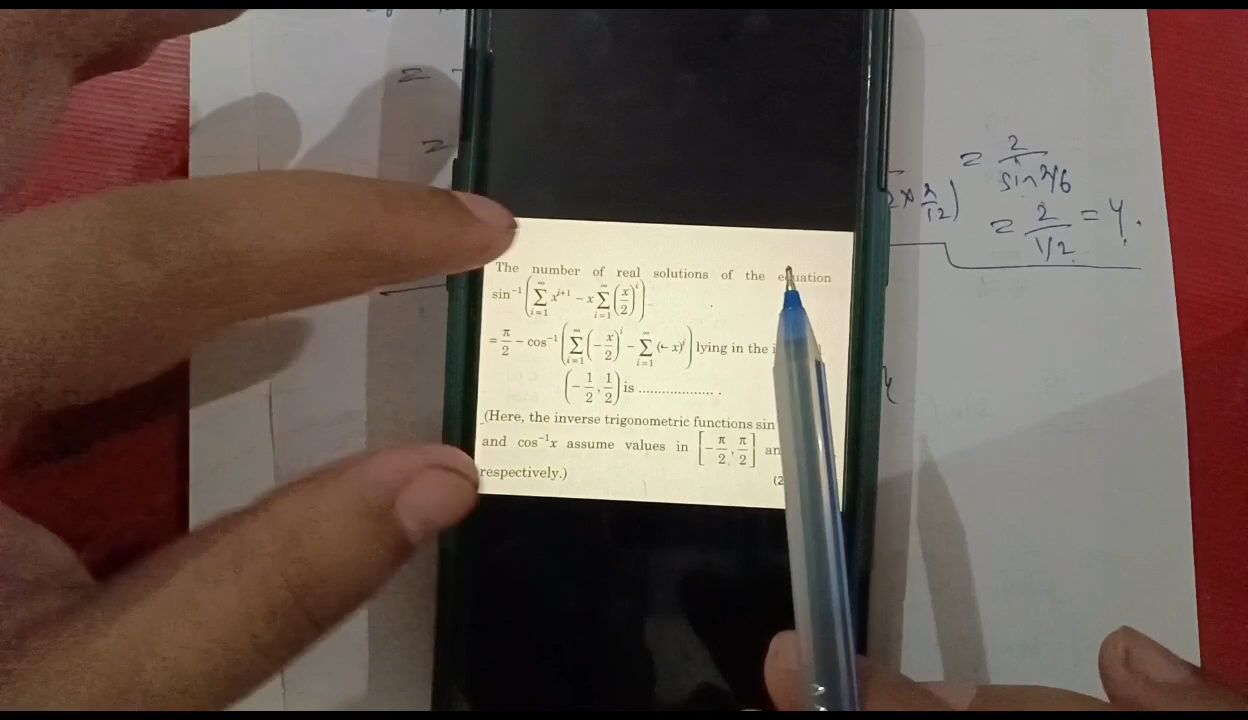 Σ
=
= 2/sin π/6
= 2/1/2 = 4.
The number of real solutions of the equation
sin⁻¹(∑_{i=1}^{∞} x^{i+1} − x ∑_{i=1}^{∞} (x/2)^i)
= π/2 − cos⁻¹(∑_{i=1}^{∞} (−x/2)^i − ∑_{i=1}^{∞} (−x)^i) lying in the
(−1/2, 1/2) is .................... .
(Here, the inverse trigonometric functions sin
and cos⁻¹x assume values in [−π/2, π/2]
respectively.)